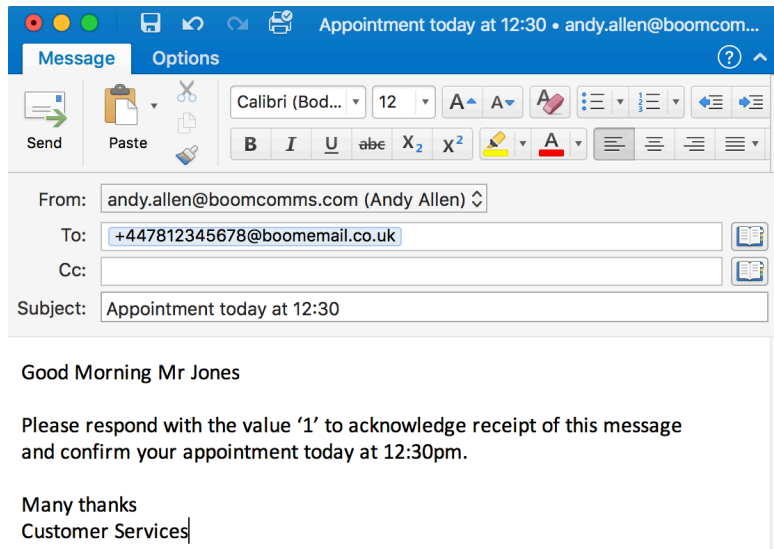 Appointment today at 12:30 • andy.allen@boomcom...
Message Options
?
Send Paste Calibri (Bod... 12 A A A
B I U abc X₂ X² A
From: andy.allen@boomcomms.com (Andy Allen)
To: +447812345678@boomemail.co.uk
Cc:
Subject: Appointment today at 12:30
Good Morning Mr Jones
Please respond with the value ‘1’ to acknowledge receipt of this message
and confirm your appointment today at 12:30pm.
Many thanks
Customer Services